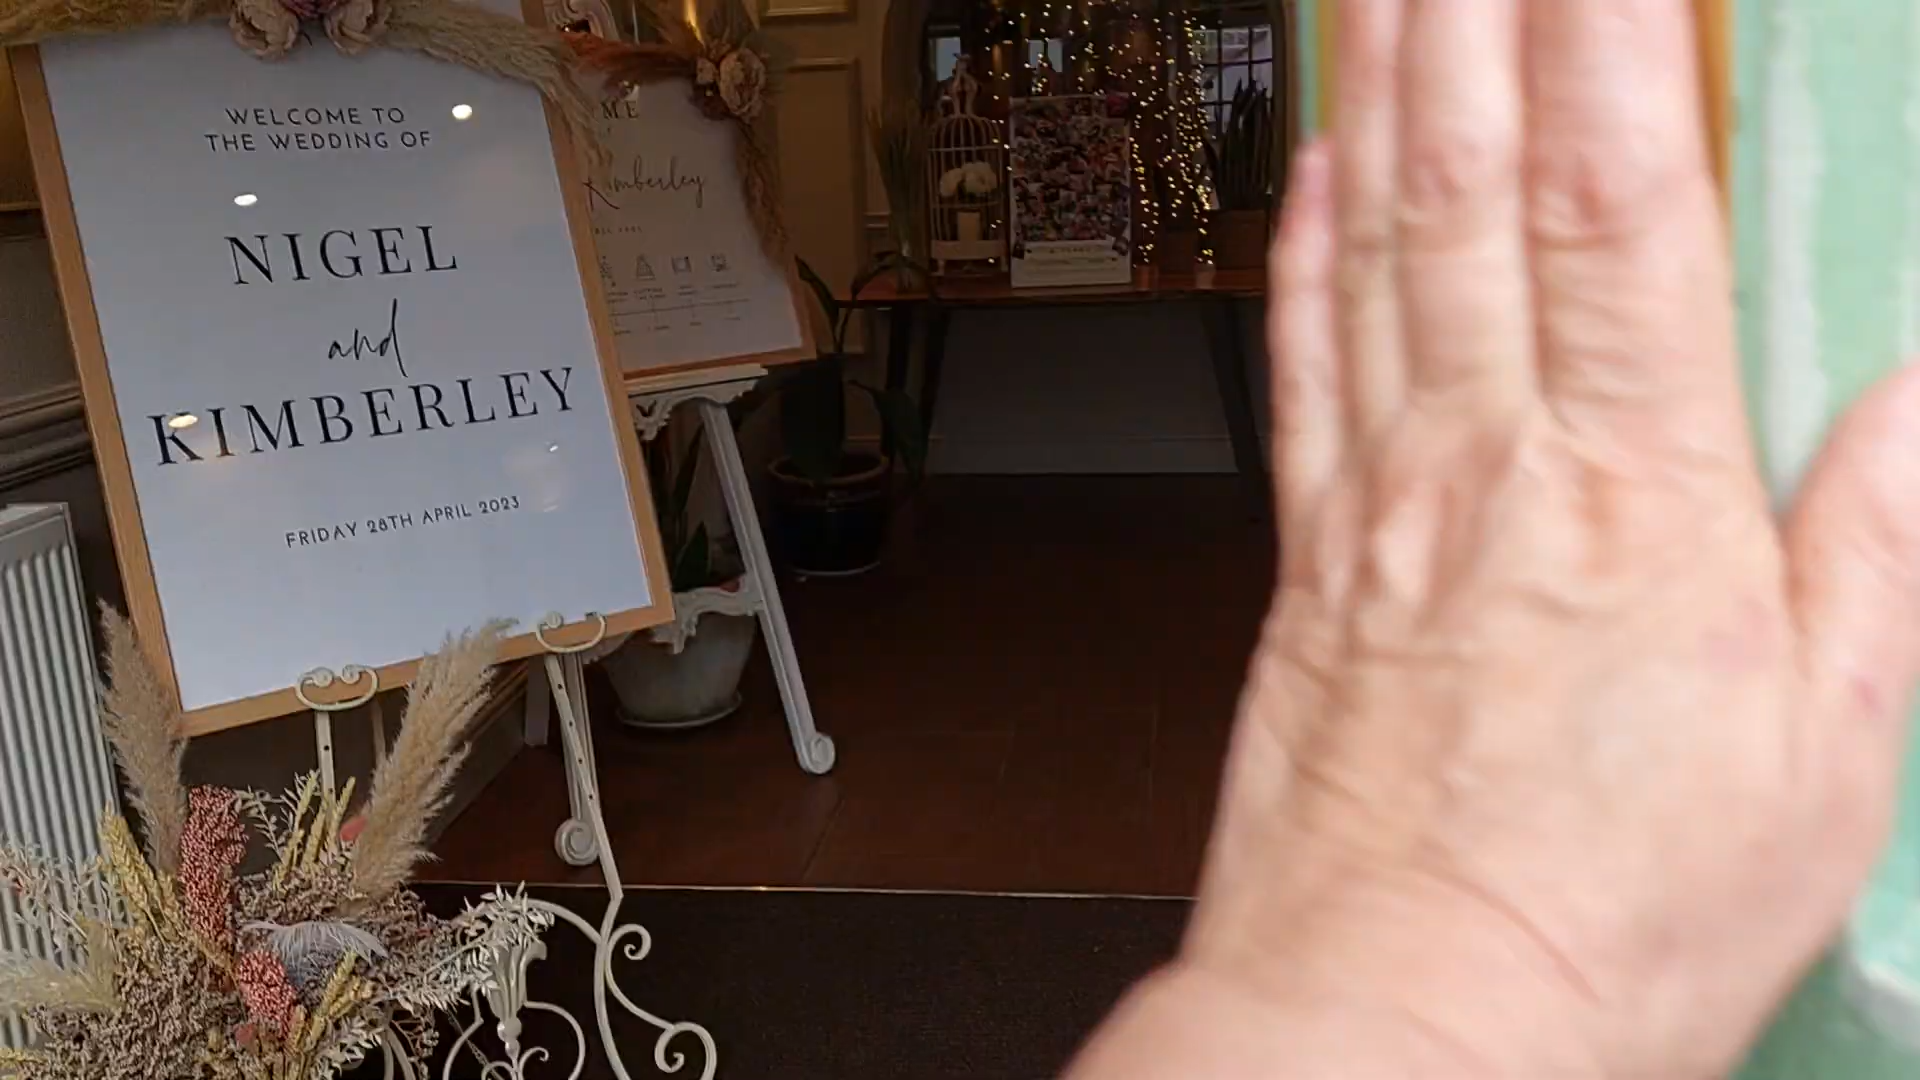 WELCOME TO
THE WEDDING OF
NIGEL
and
KIMBERLEY
FRIDAY 28TH APRIL 2023
Kimberley